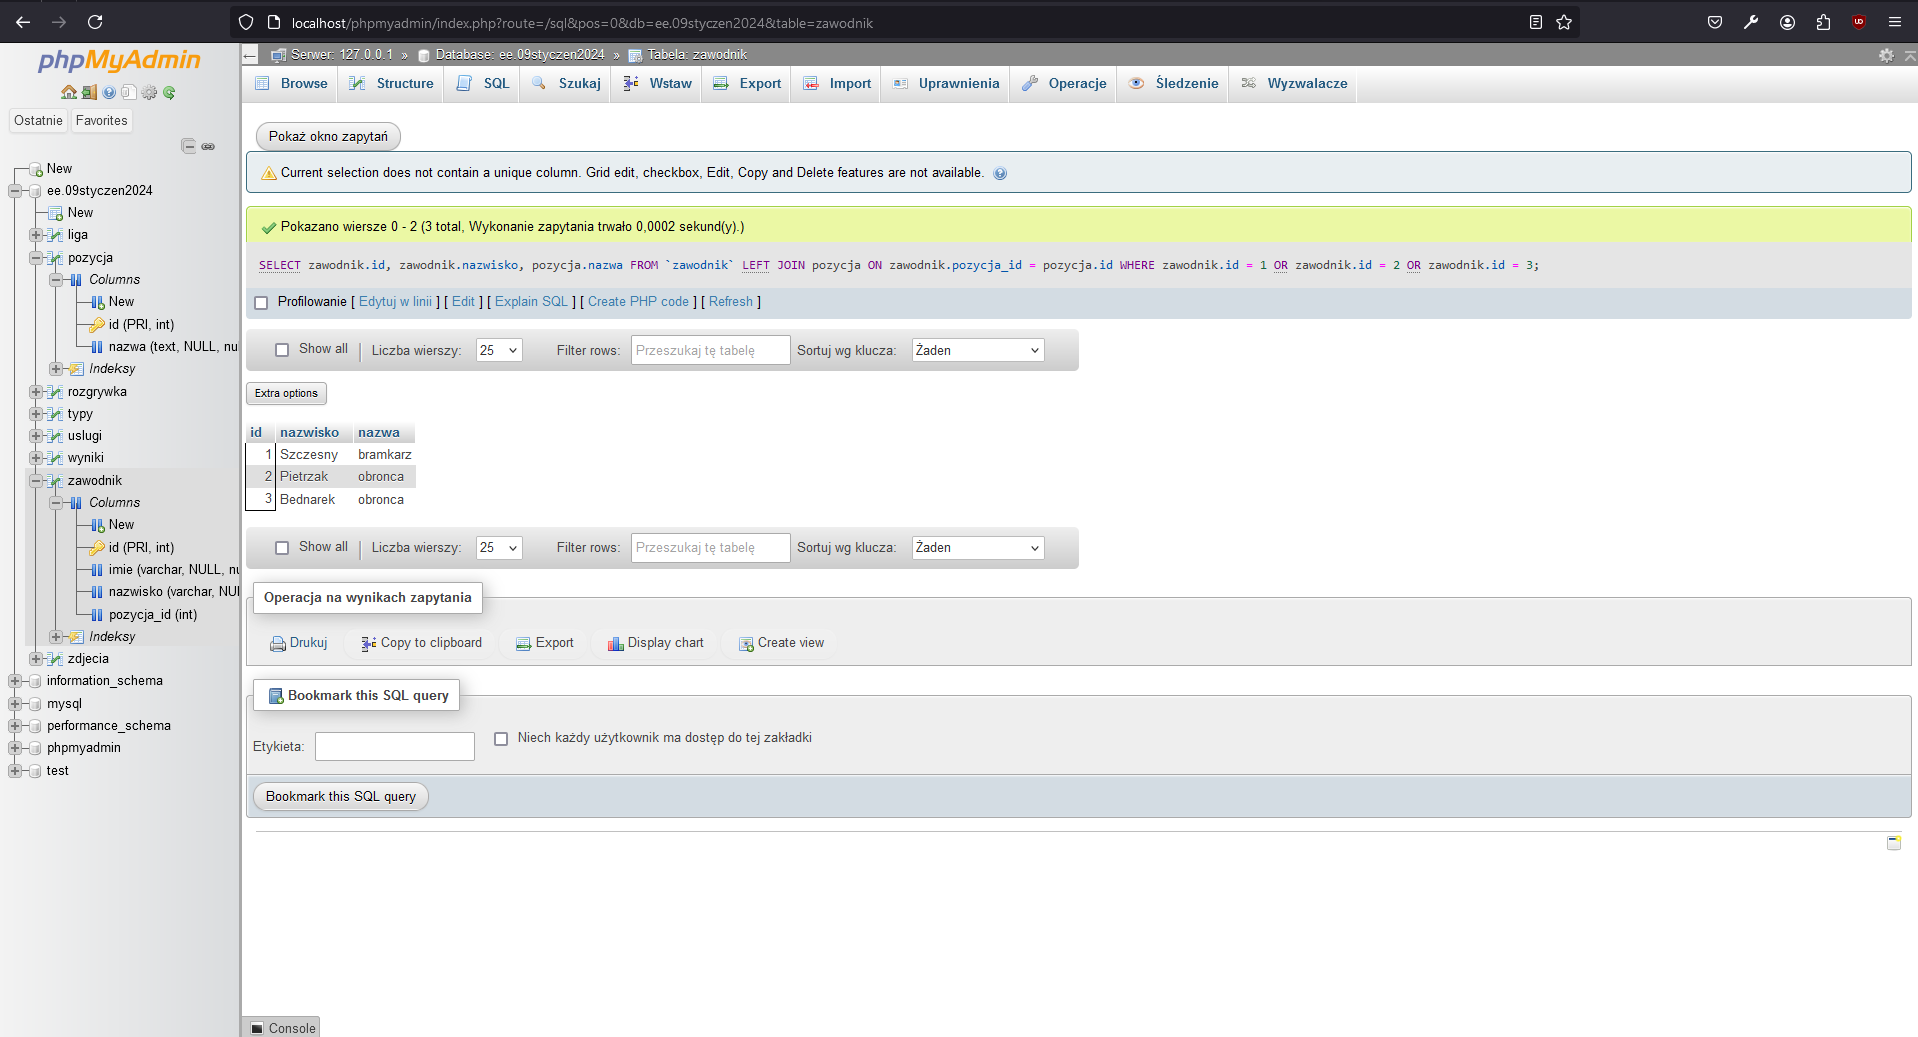 localhost/phpmyadmin/index.php?route=/sql&pos=0&db=ee.09styczen2024&table=zawodnik
phpMyAdmin
Ostatnie Favorites
New
ee.09styczen2024
New
liga
pozycja
Columns
New
id (PRI, int)
nazwa (text, NULL, nu
Indeksy
rozgrywka
typy
uslugi
wyniki
zawodnik
Columns
New
id (PRI, int)
imie (varchar, NULL, nu
nazwisko (varchar, NUI
pozycja_id (int)
Indeksy
zdjecia
information_schema
mysql
performance_schema
phpmyadmin
test
Serwer: 127.0.0.1 » Database: ee.09styczen2024 » Tabela: zawodnik
Browse Structure SQL Szukaj Wstaw Export Import Uprawnienia Operacje Śledzenie Wyzwalacze
Pokaż okno zapytań
Current selection does not contain a unique column. Grid edit, checkbox, Edit, Copy and Delete features are not available.
Pokazano wiersze 0 - 2 (3 total, Wykonanie zapytania trwało 0,0002 sekund(y).)
SELECT zawodnik.id, zawodnik.nazwisko, pozycja.nazwa FROM `zawodnik` LEFT JOIN pozycja ON zawodnik.pozycja_id = pozycja.id WHERE zawodnik.id = 1 OR zawodnik.id = 2 OR zawodnik.id = 3;
Profilowanie [ Edytuj w linii ] [ Edit ] [ Explain SQL ] [ Create PHP code ] [ Refresh ]
Show all | Liczba wierszy: 25 Filter rows: Przeszukaj tę tabelę Sortuj wg klucza: Żaden
Extra options
id nazwisko nazwa
1 Szczesny bramkarz
2 Pietrzak obronca
3 Bednarek obronca
Show all | Liczba wierszy: 25 Filter rows: Przeszukaj tę tabelę Sortuj wg klucza: Żaden
Operacja na wynikach zapytania
Drukuj Copy to clipboard Export Display chart Create view
Bookmark this SQL query
Etykieta: Niech każdy użytkownik ma dostęp do tej zakładki
Bookmark this SQL query
Console